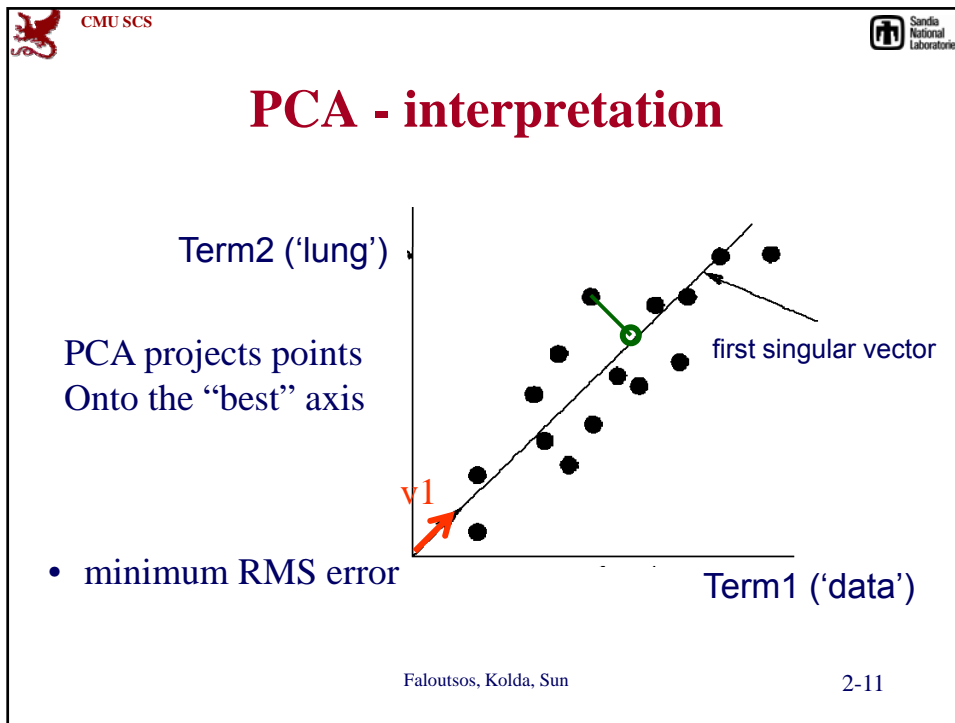 CMU SCS
Sandia
National
Laboratorie
PCA - interpretation
Term2 (‘lung’)
PCA projects points
Onto the “best” axis
first singular vector
v1
• minimum RMS error
Term1 (‘data’)
Faloutsos, Kolda, Sun
2-11